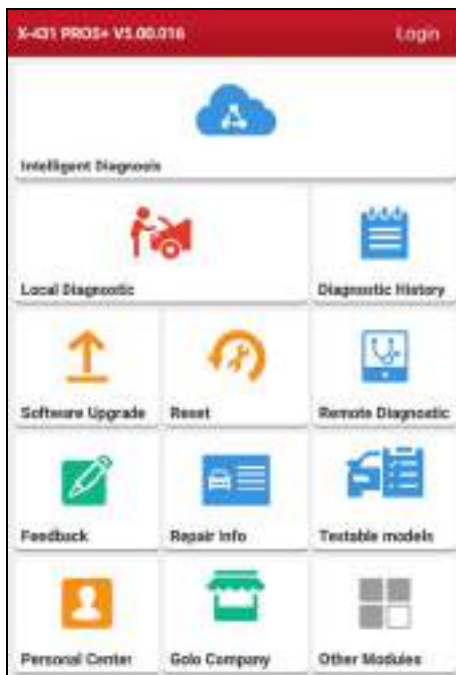 X-431 PROS+ V5.00.016
Login
Intelligent Diagnosis
Local Diagnostic
Diagnostic History
Software Upgrade
Reset
Remote Diagnostic
Feedback
Repair Info
Testable models
Personal Center
Golo Company
Other Modules